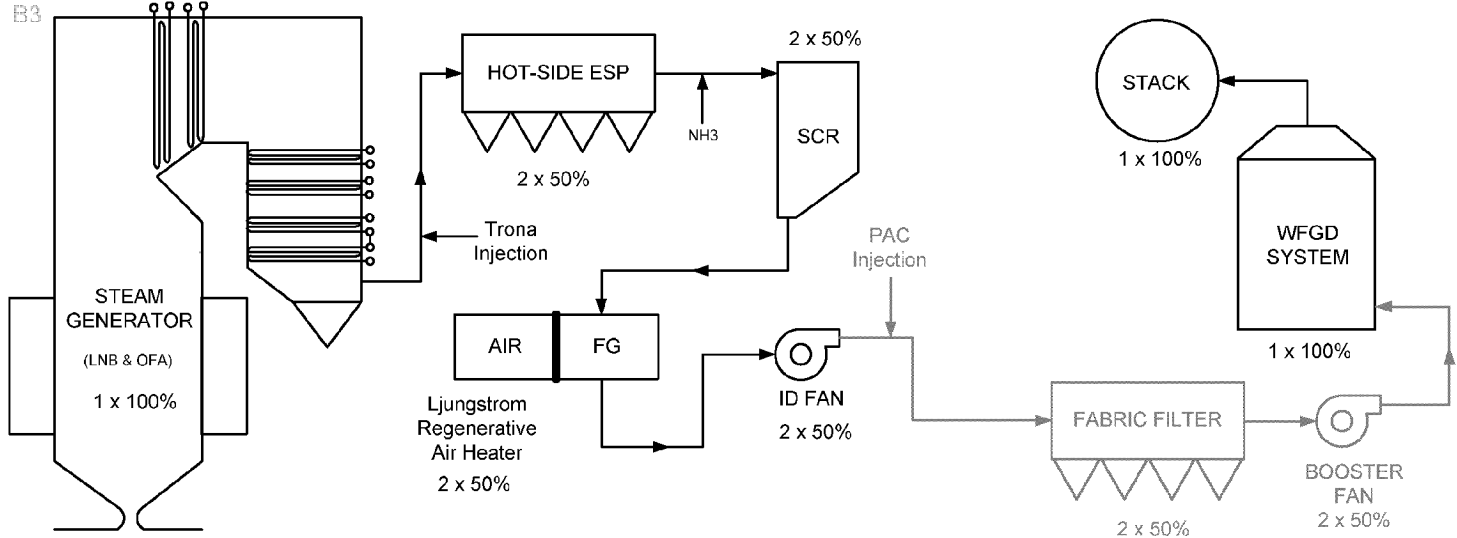 B3
STEAM
GENERATOR
(LNB & OFA)
1 x 100%
Trona
Injection
HOT-SIDE ESP
2 x 50%
NH3
2 x 50%
SCR
AIR
FG
Ljungstrom
Regenerative
Air Heater
2 x 50%
ID FAN
2 x 50%
PAC
Injection
FABRIC FILTER
2 x 50%
BOOSTER
FAN
2 x 50%
WFGD
SYSTEM
1 x 100%
STACK
1 x 100%